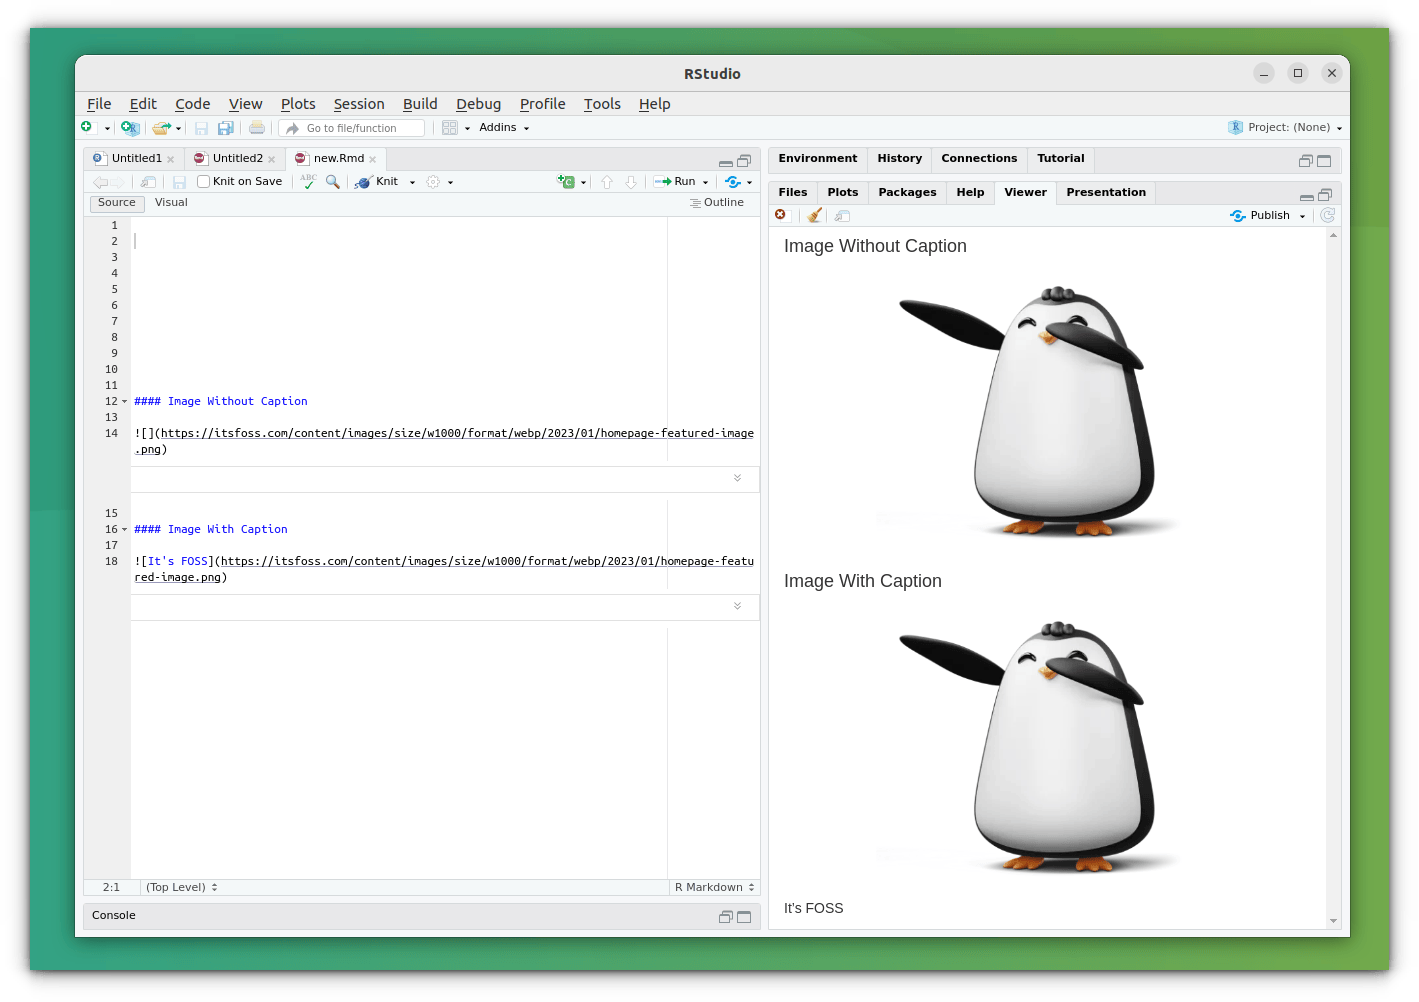 RStudio
File Edit Code View Plots Session Build Debug Profile Tools Help
Go to file/function Addins Project: (None)
Untitled1 Untitled2 new.Rmd
Knit on Save ABC Knit Run
Source Visual Outline
1
2
3
4
5
6
7
8
9
10
11
12 #### Image Without Caption
13
14 ![](https://itsfoss.com/content/images/size/w1000/format/webp/2023/01/homepage-featured-image
.png)
15
16 #### Image With Caption
17
18 ![It's FOSS](https://itsfoss.com/content/images/size/w1000/format/webp/2023/01/homepage-featu
red-image.png)
2:1 (Top Level) R Markdown
Console
Environment History Connections Tutorial
Files Plots Packages Help Viewer Presentation
Publish
Image Without Caption
Image With Caption
It's FOSS